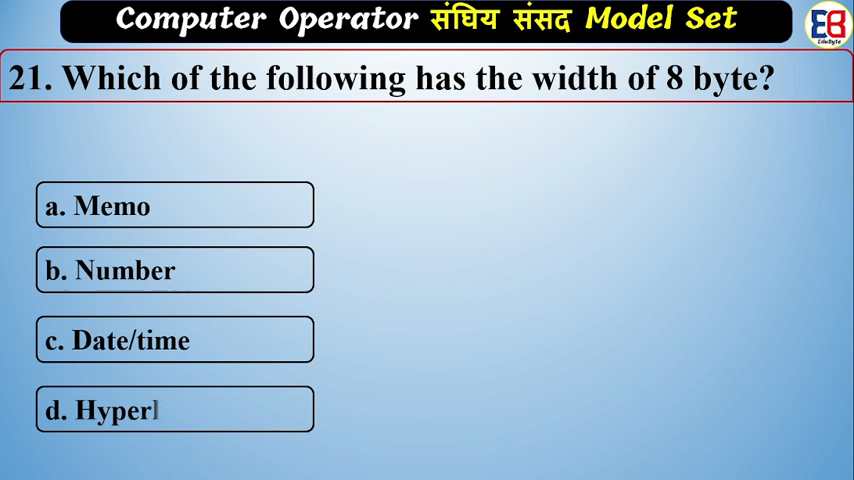 Computer Operator संघिय संसद Model Set
EB
EduByte
21. Which of the following has the width of 8 byte?
a. Memo
b. Number
c. Date/time
d. Hyperl